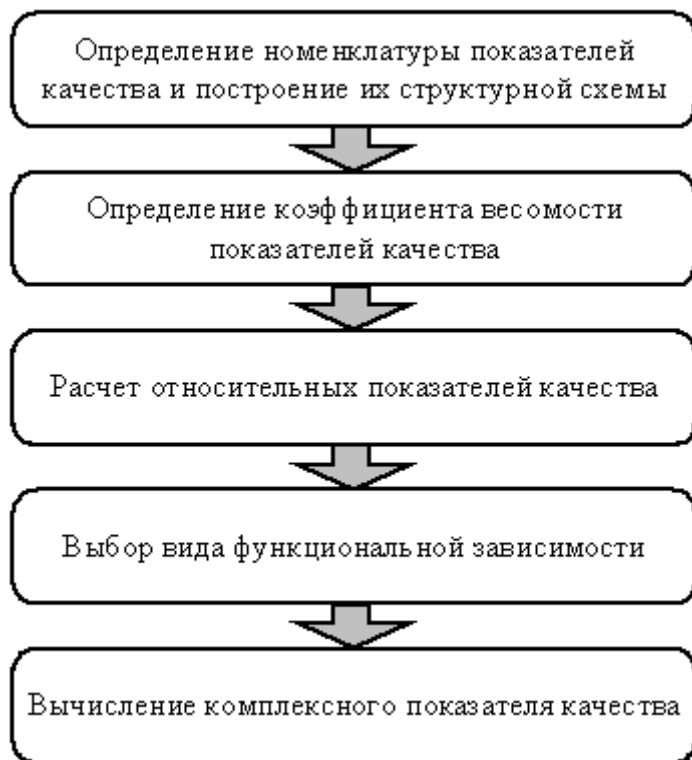 Определение номенклатуры показателей
качества и построение их структурной схемы
Определение коэффициента весомости
показателей качества
Расчет относительных показателей качества
Выбор вида функциональной зависимости
Вычисление комплексного показателя качества